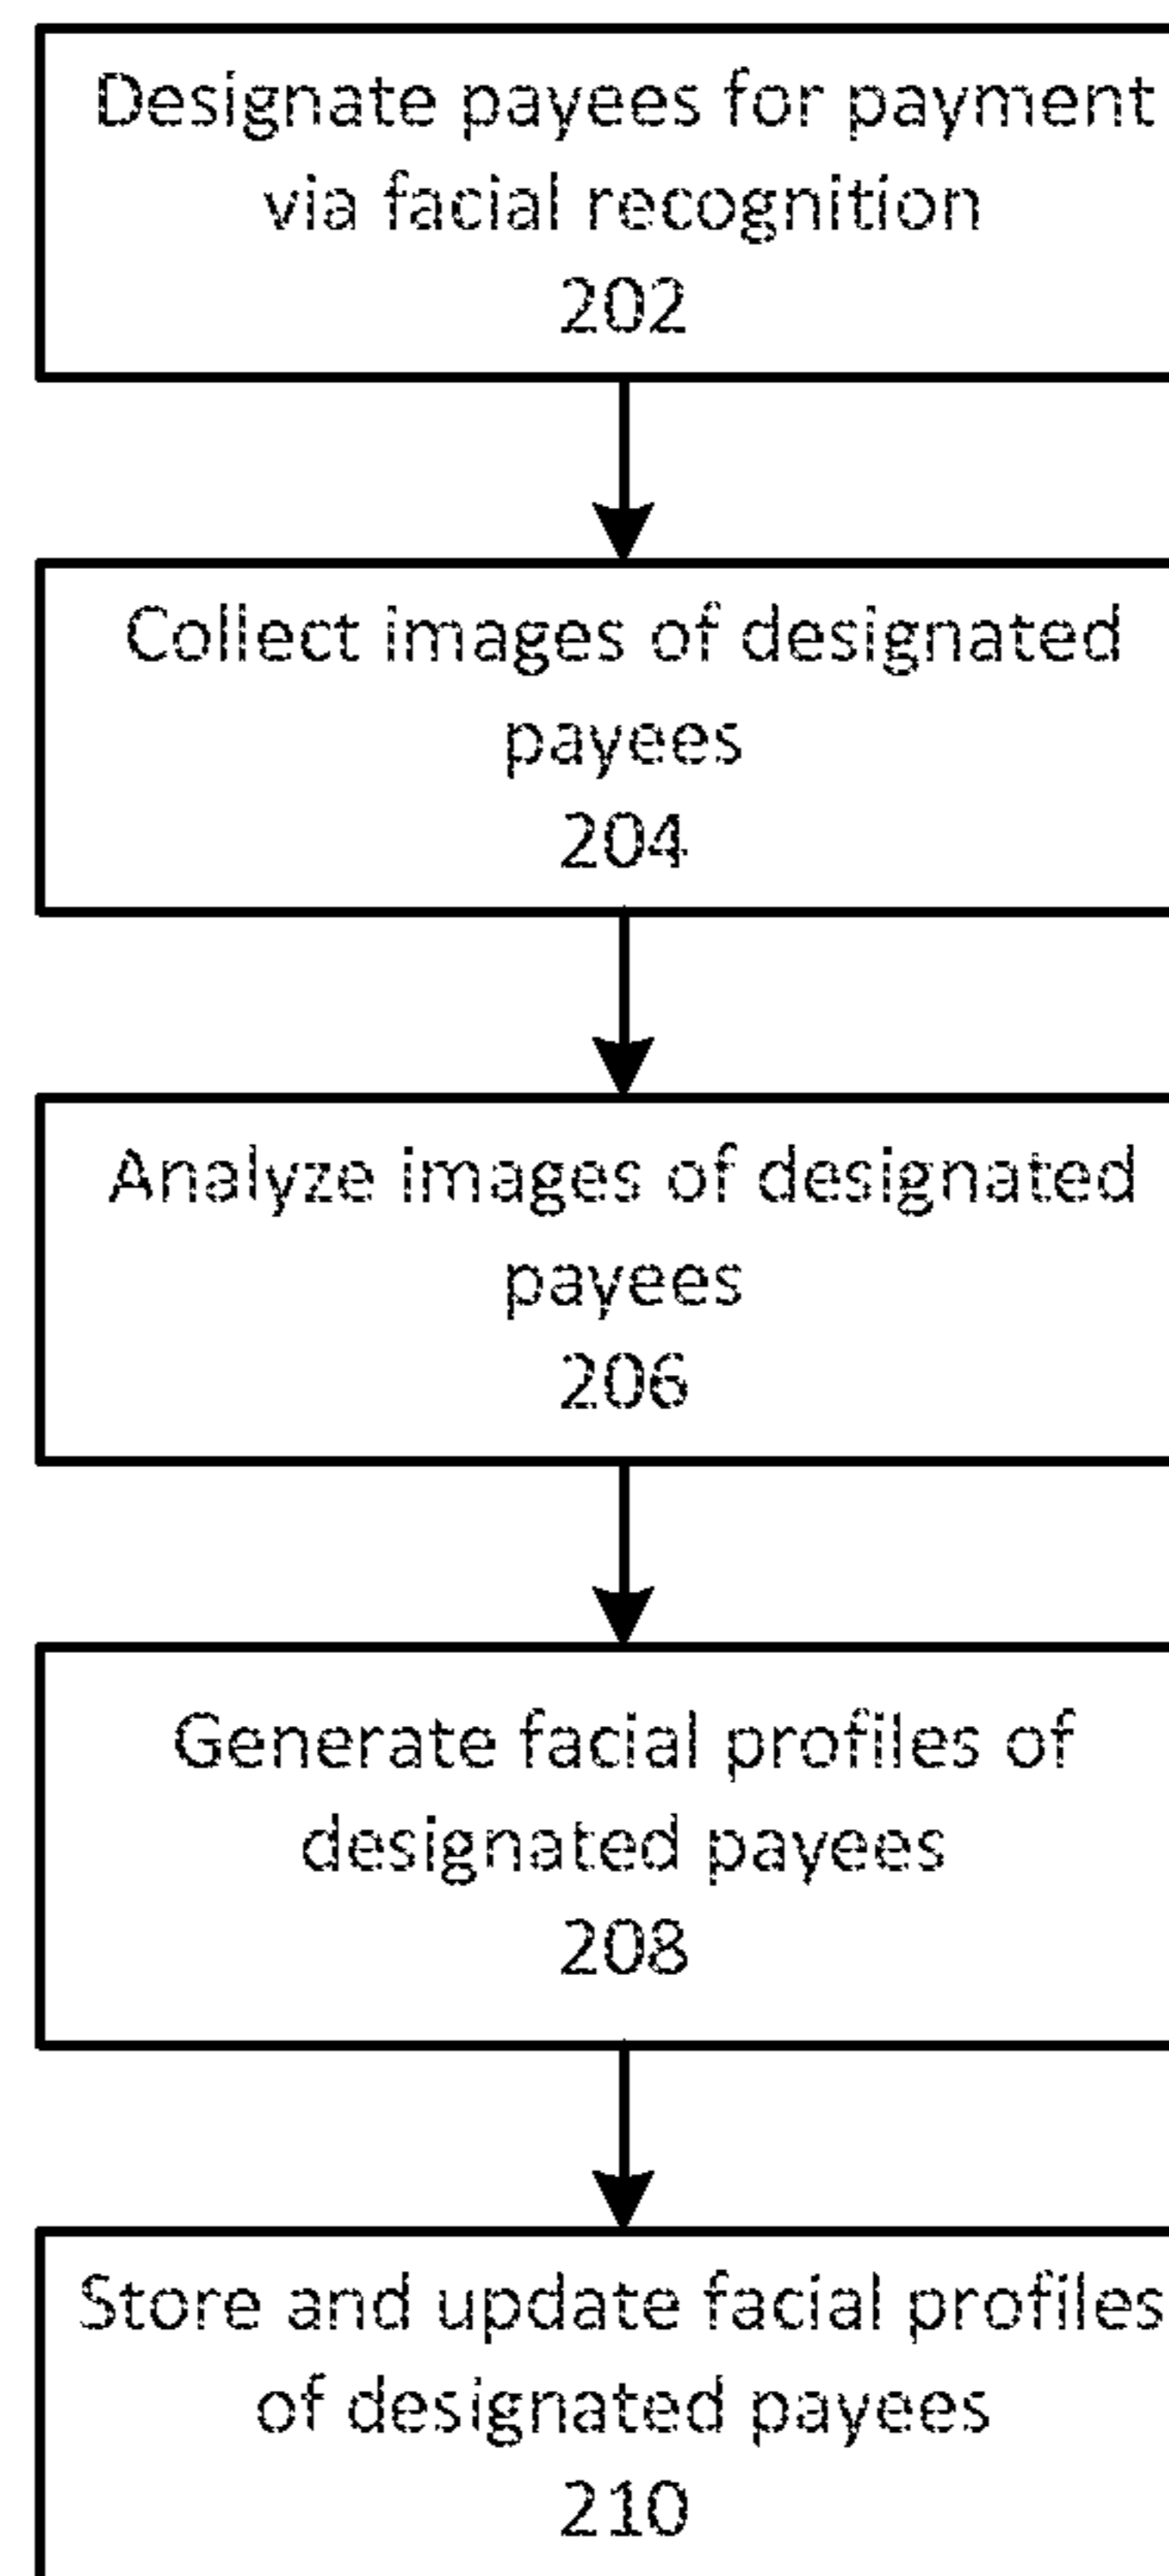 Designate payees for payment
via facial recognition
202
Collect images of designated
payees
204
Analyze images of designated
payees
206
Generate facial profiles of
designated payees
208
Store and update facial profiles
of designated payees
210